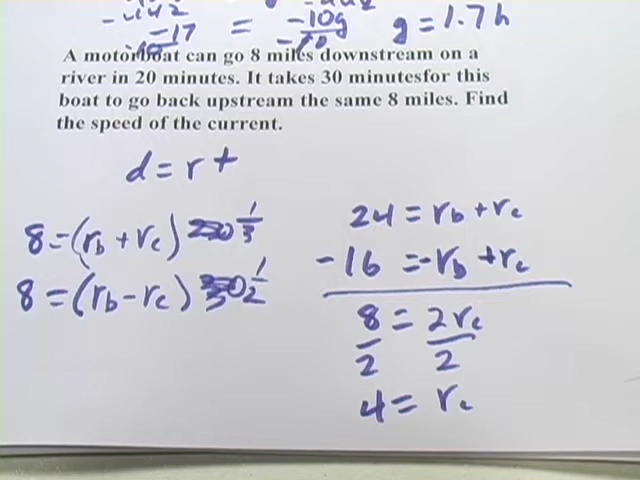 -17 = -10g g = 1.7h
-10
A motorboat can go 8 miles downstream on a
river in 20 minutes. It takes 30 minutesfor this
boat to go back upstream the same 8 miles. Find
the speed of the current.
d = r t
8 = (rb + rc) 1/3
8 = (rb - rc) 1/2
24 = rb + rc
-16 = -rb + rc
8 = 2rc
2 2
4 = rc